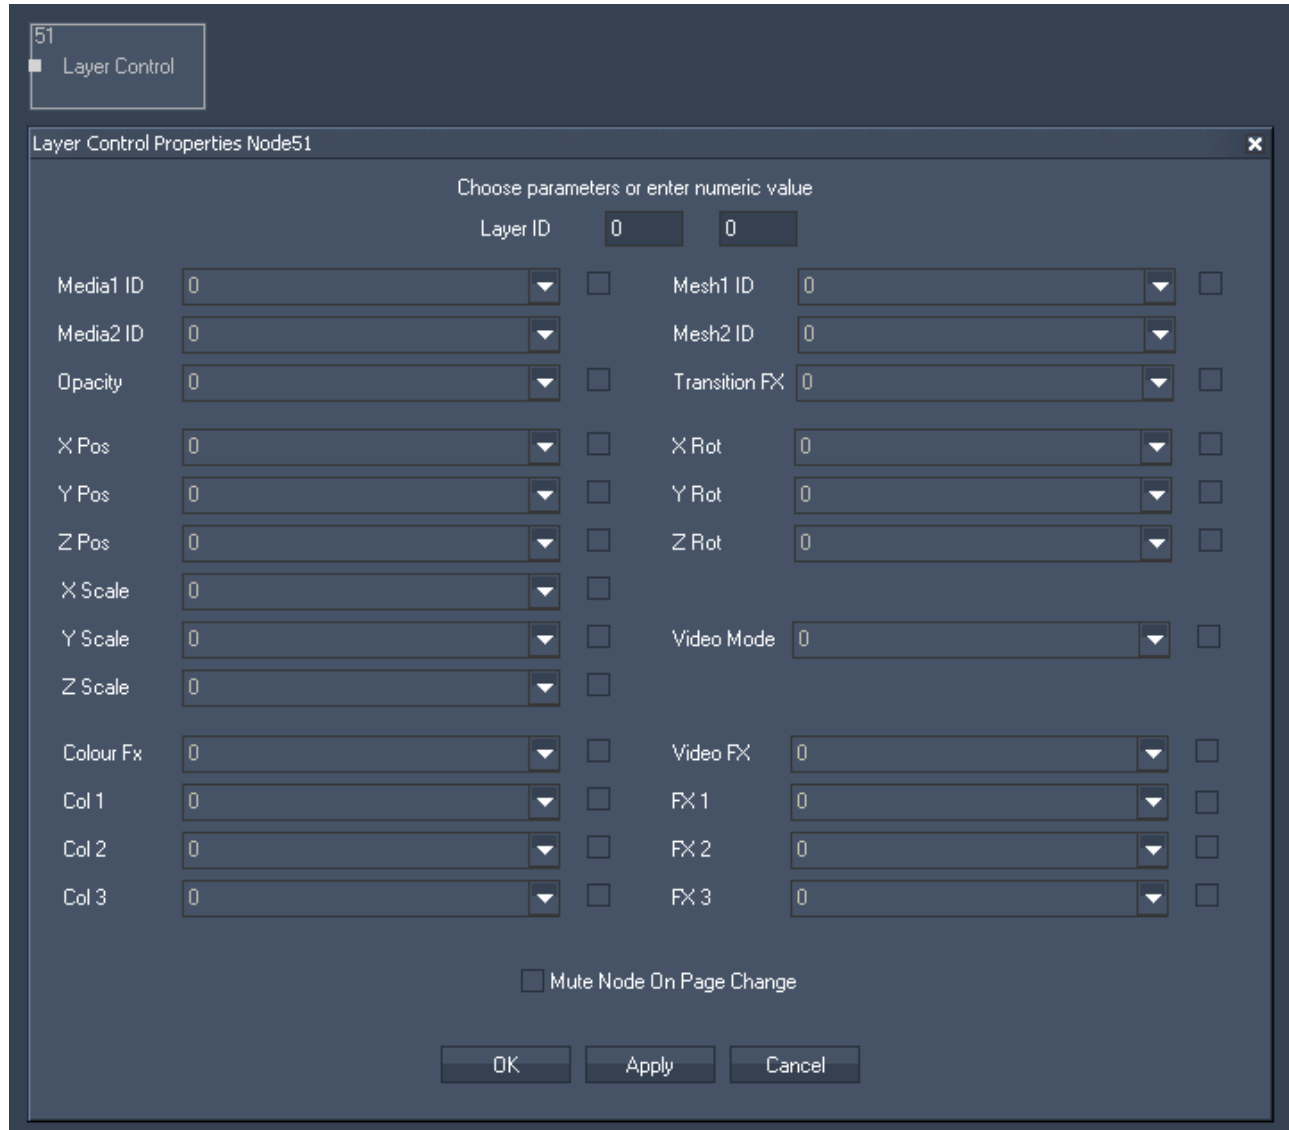 51
Layer Control
Layer Control Properties Node51
Choose parameters or enter numeric value
Layer ID 0 0
Media1 ID 0 Mesh1 ID 0
Media2 ID 0 Mesh2 ID 0
Opacity 0 Transition FX 0
X Pos 0 X Rot 0
Y Pos 0 Y Rot 0
Z Pos 0 Z Rot 0
X Scale 0
Y Scale 0 Video Mode 0
Z Scale 0
Colour Fx 0 Video FX 0
Col 1 0 FX 1 0
Col 2 0 FX 2 0
Col 3 0 FX 3 0
Mute Node On Page Change
OK Apply Cancel